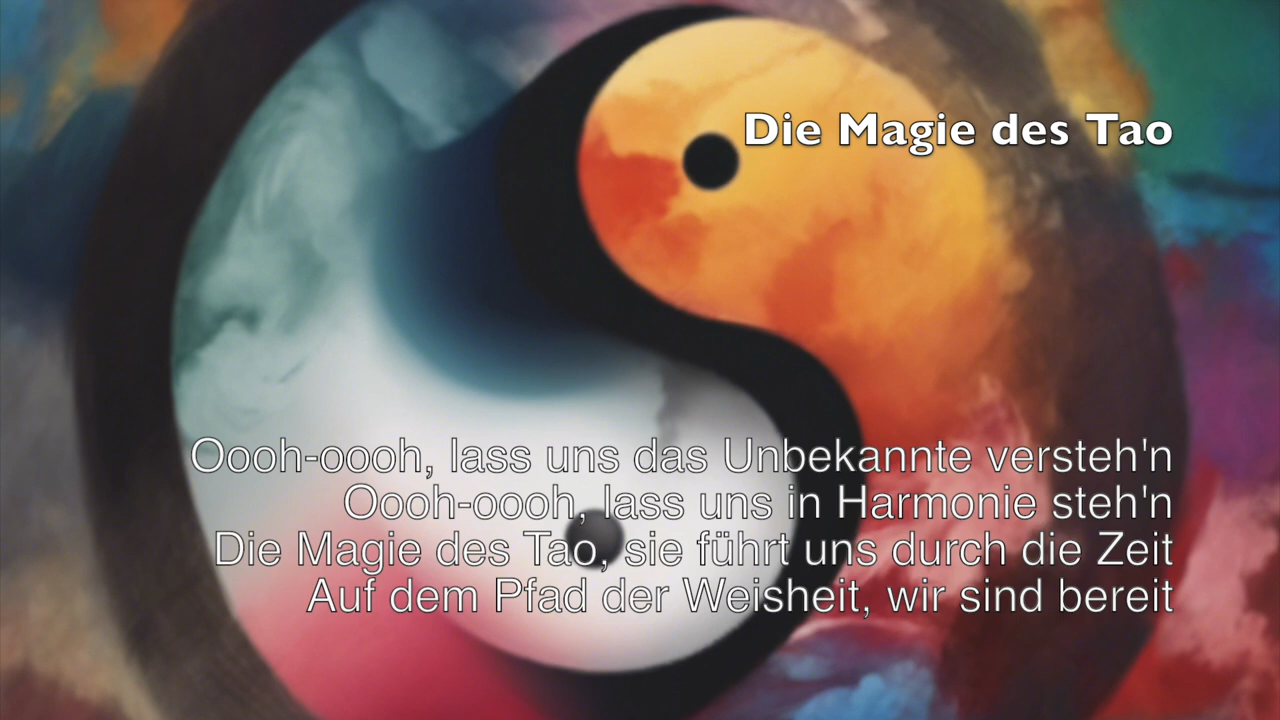 Die Magie des Tao
Oooh-oooh, lass uns das Unbekannte versteh'n
Oooh-oooh, lass uns in Harmonie steh'n
Die Magie des Tao, sie führt uns durch die Zeit
Auf dem Pfad der Weisheit, wir sind bereit